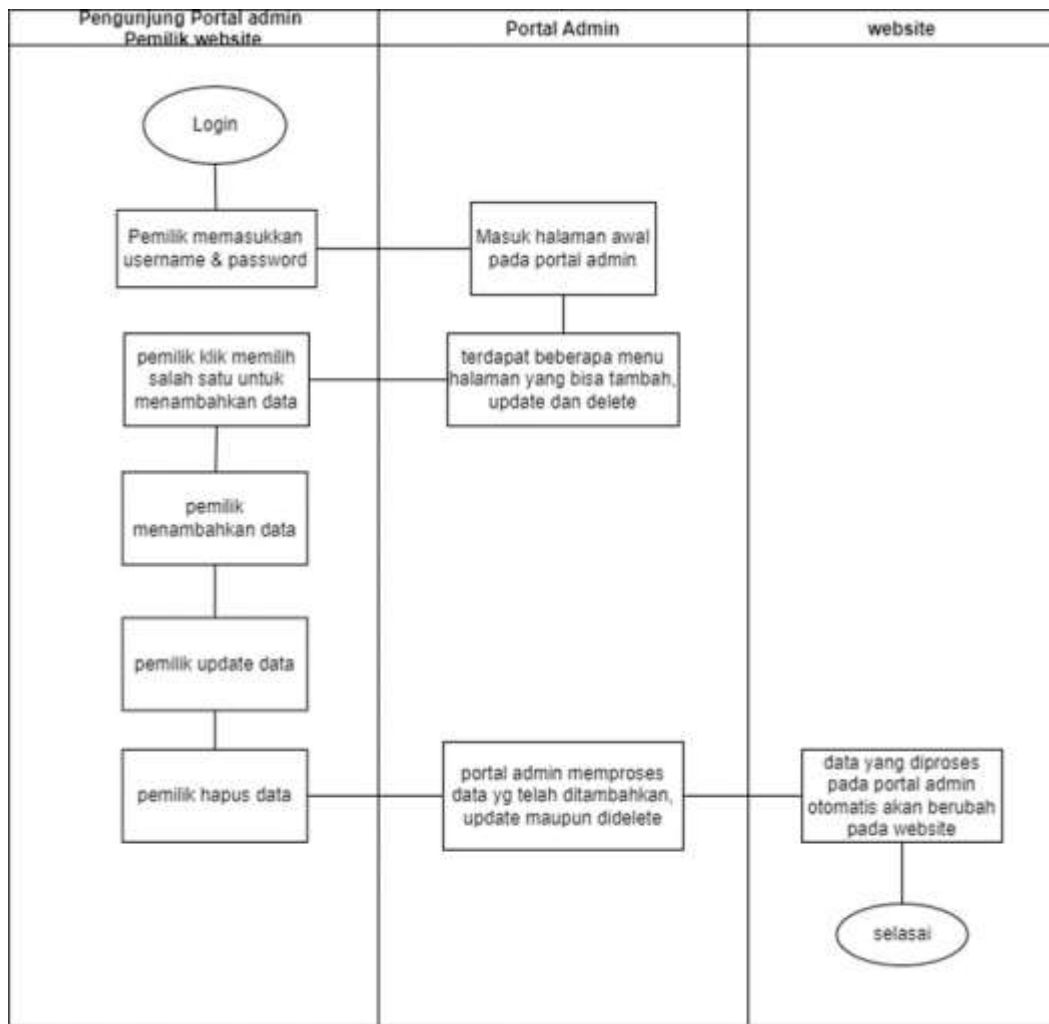 Pengunjung Portal admin
Pemilik website
Portal Admin
website
Login
Pemilik memasukkan
username & password
Masuk halaman awal
pada portal admin
pemilik klik memilih
salah satu untuk
menambahkan data
terdapat beberapa menu
halaman yang bisa tambah,
update dan delete
pemilik
menambahkan data
pemilik update data
pemilik hapus data
portal admin memproses
data yg telah ditambahkan,
update maupun didelete
data yang diproses
pada portal admin
otomatis akan berubah
pada website
selasai